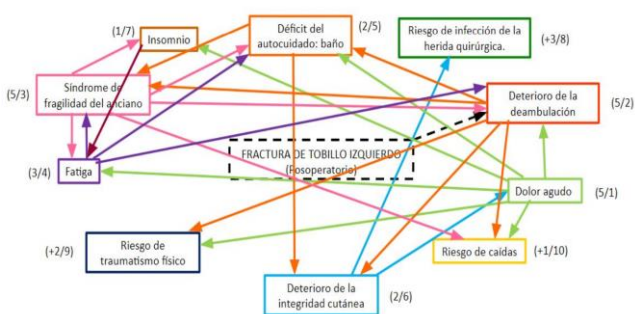 (1/7)
Insomnio
Déficit del
autocuidado: baño
(2/5)
Riesgo de infección de la
herida quirúrgica.
(+3/8)
(5/3)
Síndrome de
fragilidad del anciano
Deterioro de la
deambulación
(5/2)
FRACTURA DE TOBILLO IZQUIERDO
(Posoperatorio)
(3/4)
Fatiga
Dolor agudo
(5/1)
(+2/9)
Riesgo de
traumatismo físico
Riesgo de caídas
(+1/10)
Deterioro de la
integridad cutánea
(2/6)